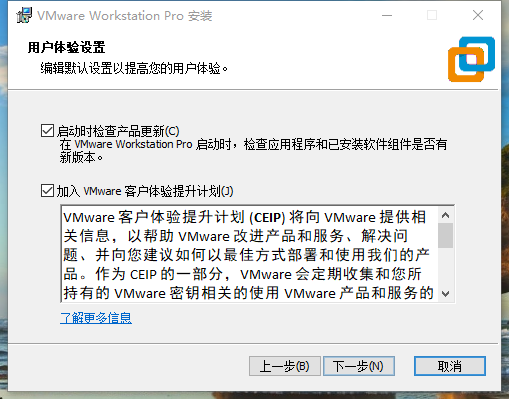 VMware Workstation Pro 安装
用户体验设置
编辑默认设置以提高您的用户体验。
启动时检查产品更新(C)
在 VMware Workstation Pro 启动时，检查应用程序和已安装软件组件是否有
新版本。
加入 VMware 客户体验提升计划(J)
VMware 客户体验提升计划 (CEIP) 将向 VMware 提供相
关信息，以帮助 VMware 改进产品和服务、解决问
题、并向您建议如何以最佳方式部署和使用我们的产
品。作为 CEIP 的一部分，VMware 会定期收集和您所
持有的 VMware 密钥相关的使用 VMware 产品和服务的
了解更多信息
上一步(B) 下一步(N) 取消